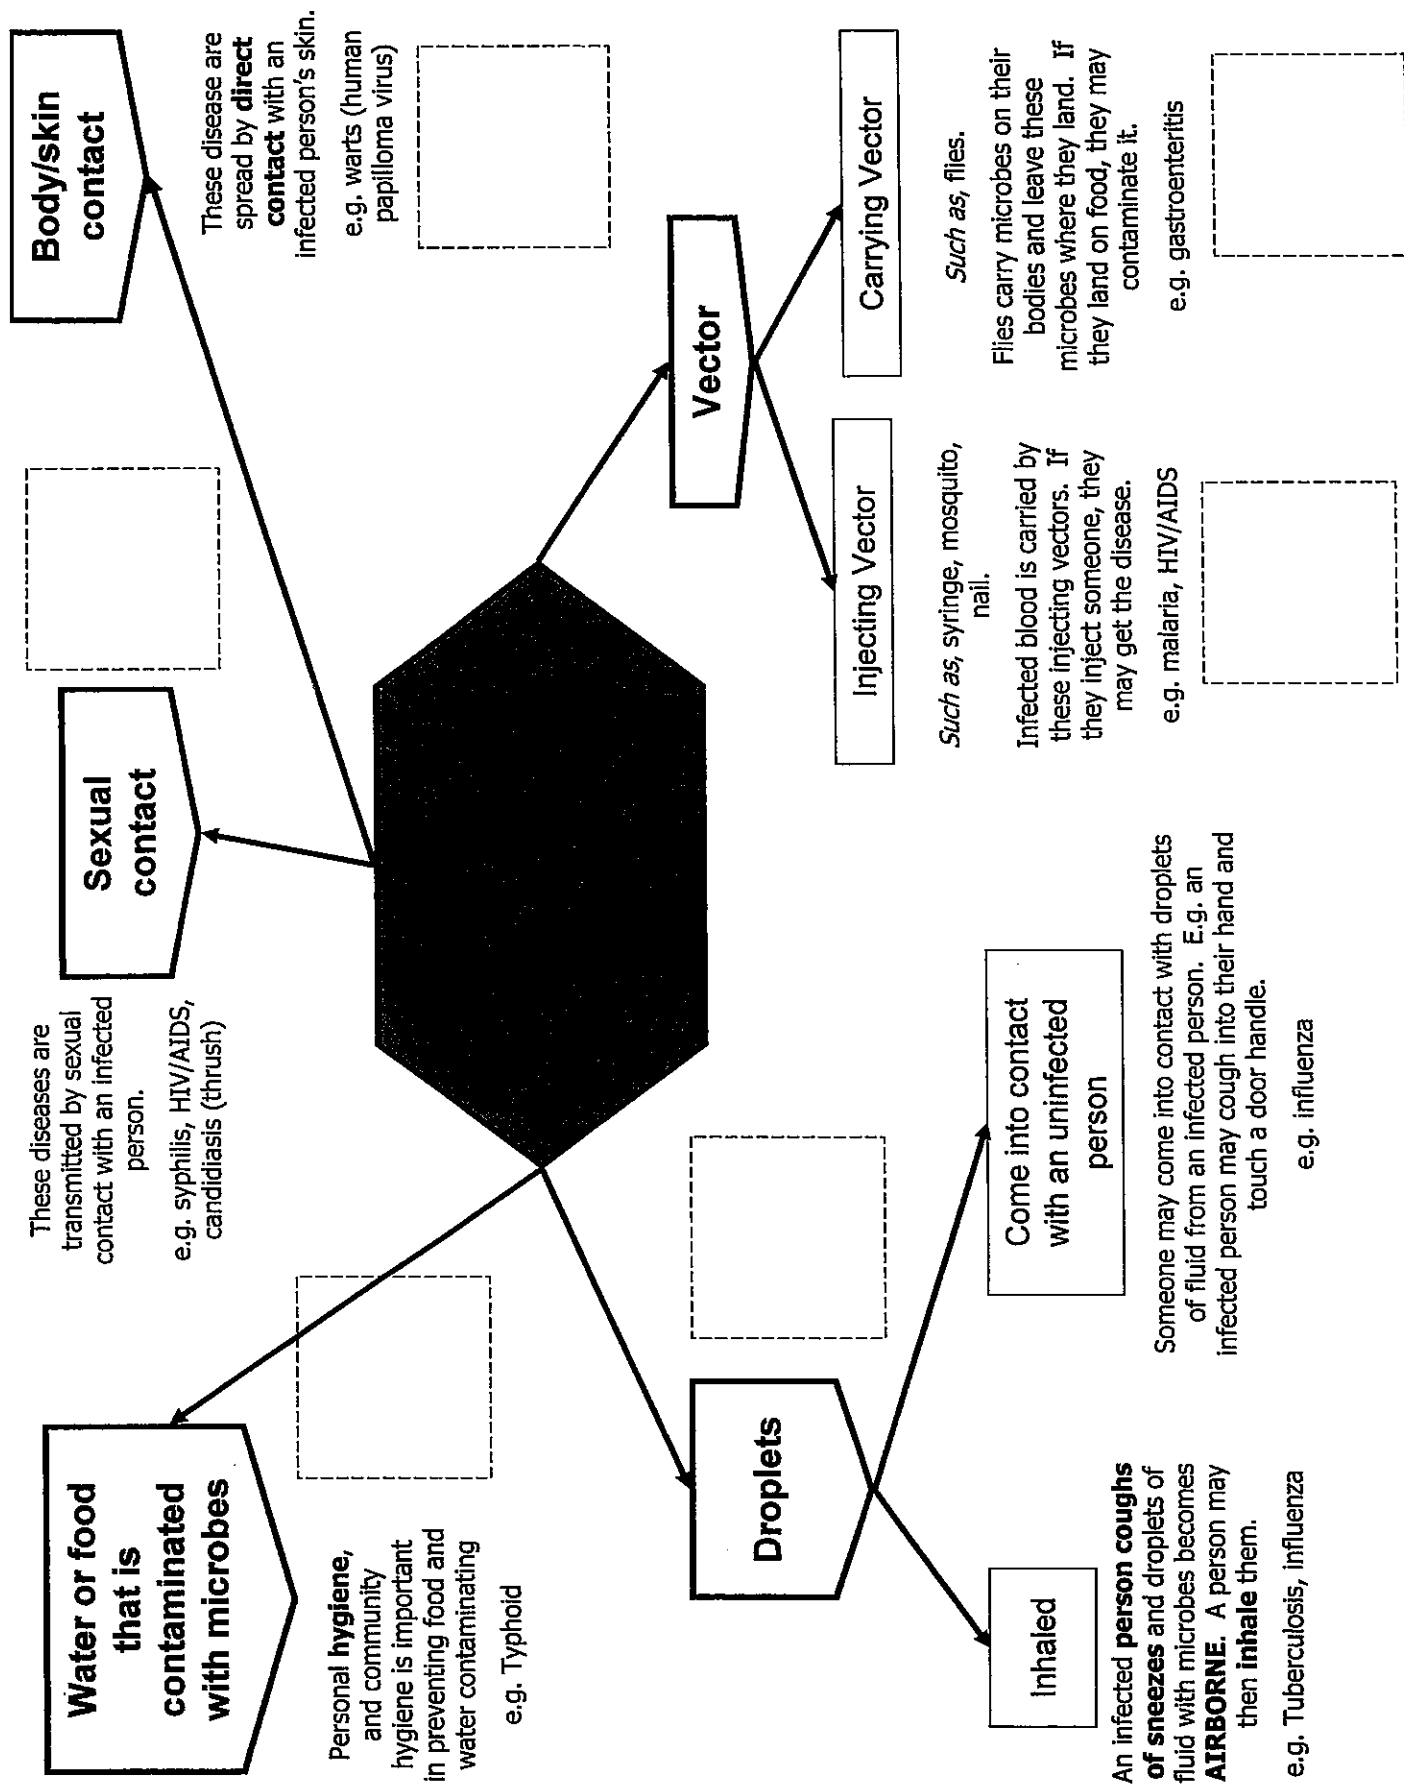 Water or food
that is
contaminated
with microbes
Personal hygiene,
and community
hygiene is important
in preventing food and
water contaminating
e.g. Typhoid
These diseases are
transmitted by sexual
contact with an infected
person.
e.g. syphilis, HIV/AIDS,
candidiasis (thrush)
Sexual
contact
Body/skin
contact
These disease are
spread by direct
contact with an
infected person's skin.
e.g. warts (human
papilloma virus)
Droplets
Inhaled
An infected person coughs
of sneezes and droplets of
fluid with microbes becomes
AIRBORNE. A person may
then inhale them.
e.g. Tuberculosis, influenza
Come into contact
with an uninfected
person
Someone may come into contact with droplets
of fluid from an infected person. E.g. an
infected person may cough into their hand and
touch a door handle.
e.g. influenza
Vector
Injecting Vector
Such as, syringe, mosquito,
nail.
Infected blood is carried by
these injecting vectors. If
they inject someone, they
may get the disease.
e.g. malaria, HIV/AIDS
Carrying Vector
Such as, flies.
Flies carry microbes on their
bodies and leave these
microbes where they land. If
they land on food, they may
contaminate it.
e.g. gastroenteritis